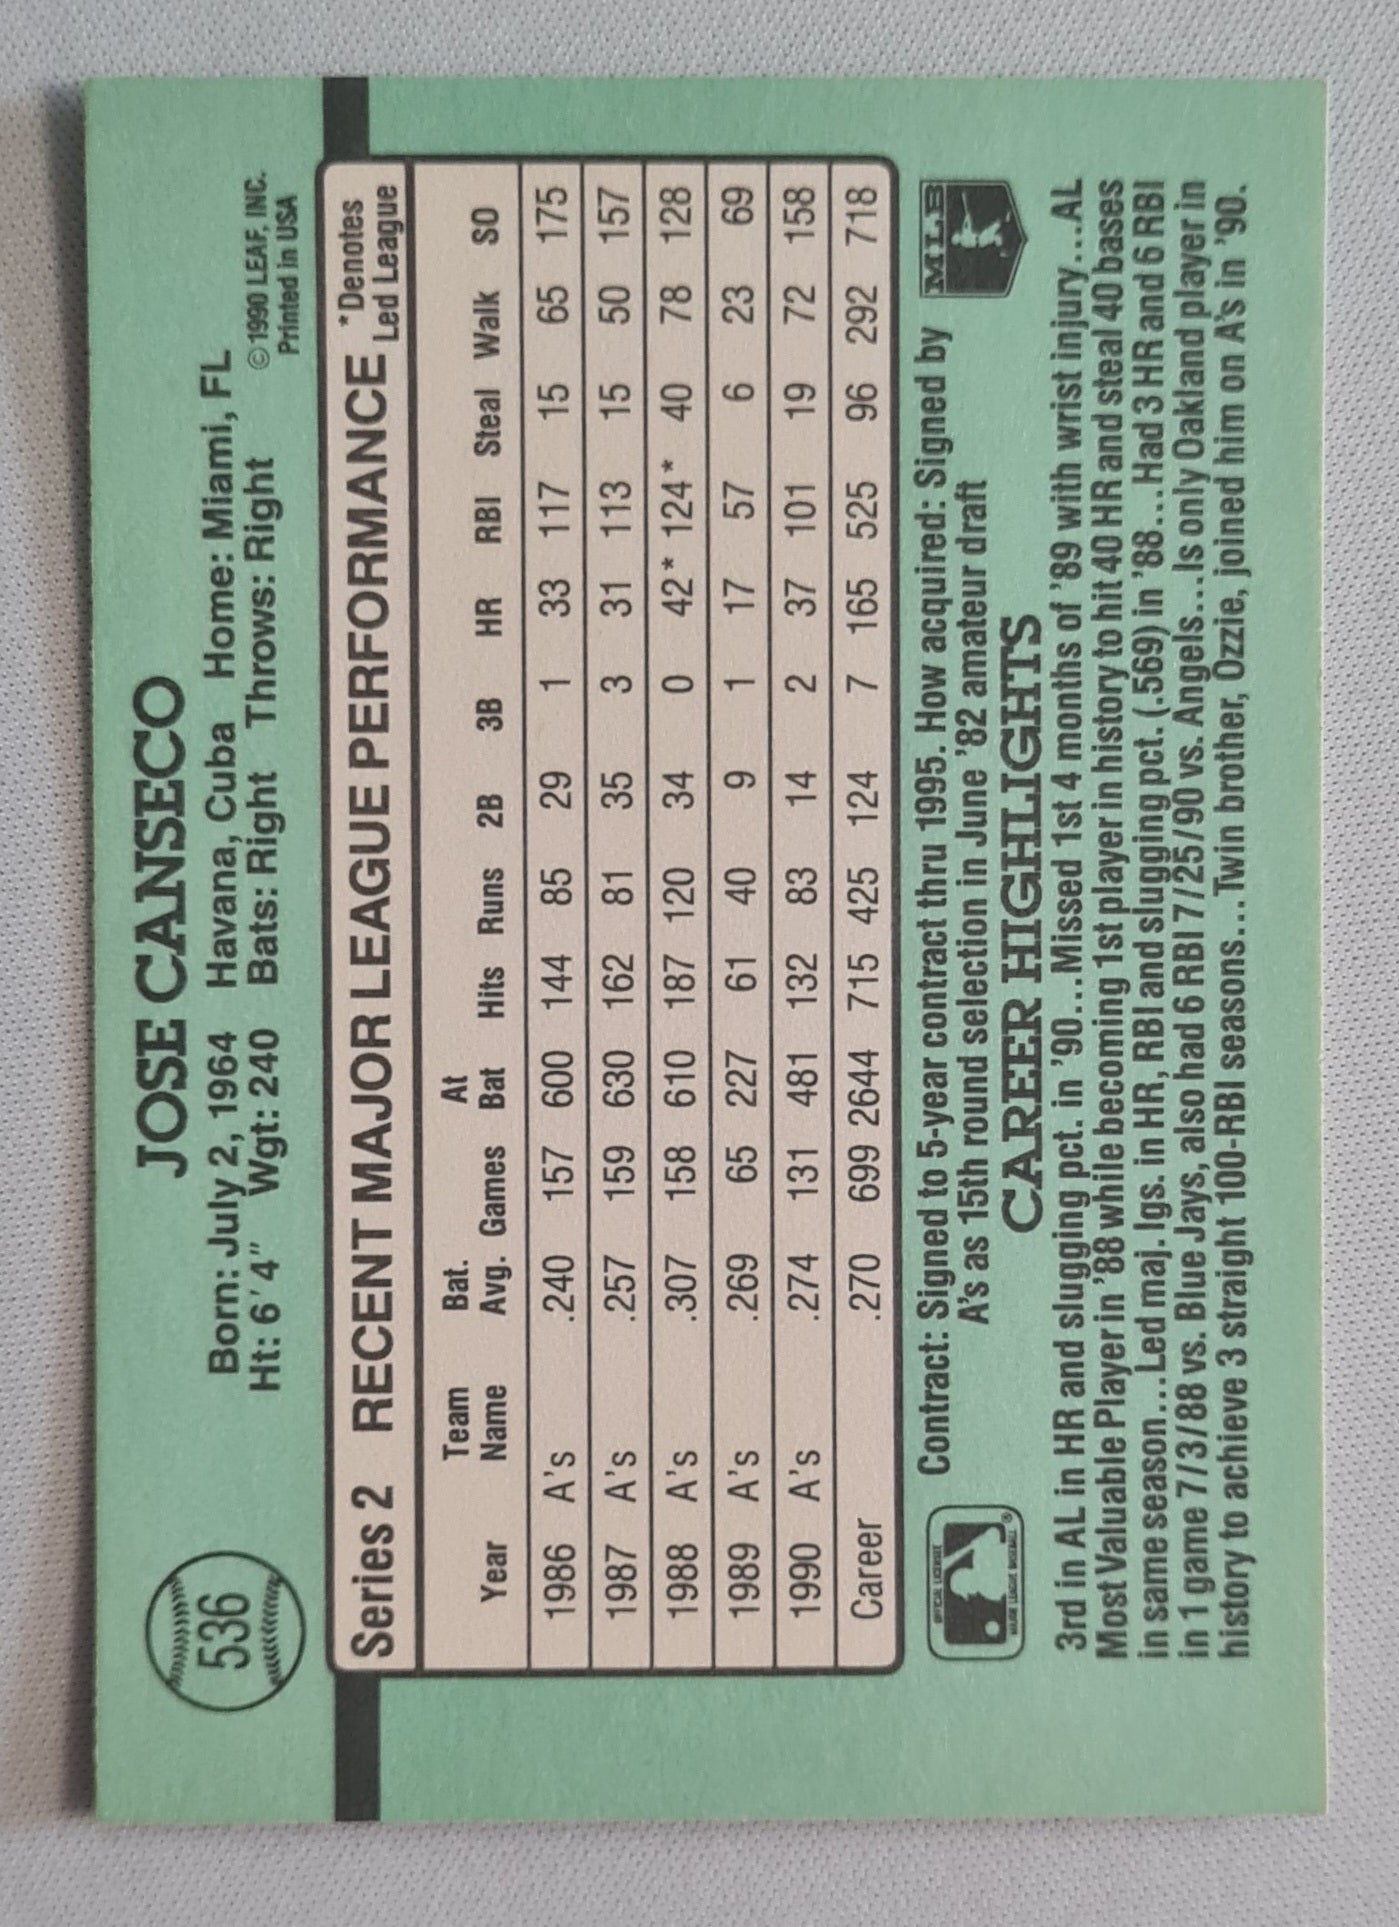 536
JOSE CANSECO
Born: July 2, 1964 Havana, Cuba Home: Miami, FL
Ht: 6' 4" Wgt: 240 Bats: Right Throws: Right
©1990 LEAF, INC.
Printed in USA
Series 2 RECENT MAJOR LEAGUE PERFORMANCE *Denotes Led League
Year Team Name Bat. Avg. Games At Bat Hits Runs 2B 3B HR RBI Steal Walk SO
1986 A's .240 157 600 144 85 29 1 33 117 15 65 175
1987 A's .257 159 630 162 81 35 3 31 113 15 50 157
1988 A's .307 158 610 187 120 34 0 42* 124* 40 78 128
1989 A's .269 65 227 61 40 9 1 17 57 6 23 69
1990 A's .274 131 481 132 83 14 2 37 101 19 72 158
Career .270 699 2644 715 425 124 7 165 525 96 292 718
Contract: Signed to 5-year contract thru 1995. How acquired: Signed by
A's as 15th round selection in June '82 amateur draft
MLB
CAREER HIGHLIGHTS
3rd in AL in HR and slugging pct. in '90...Missed 1st 4 months of '89 with wrist injury...AL
Most Valuable Player in '88 while becoming 1st player in history to hit 40 HR and steal 40 bases
in same season...Led maj. lgs. in HR, RBI and slugging pct. (.569) in '88...Had 3 HR and 6 RBI
in 1 game 7/3/88 vs. Blue Jays, also had 6 RBI 7/25/90 vs. Angels...Is only Oakland player in
history to achieve 3 straight 100-RBI seasons...Twin brother, Ozzie, joined him on A's in '90.